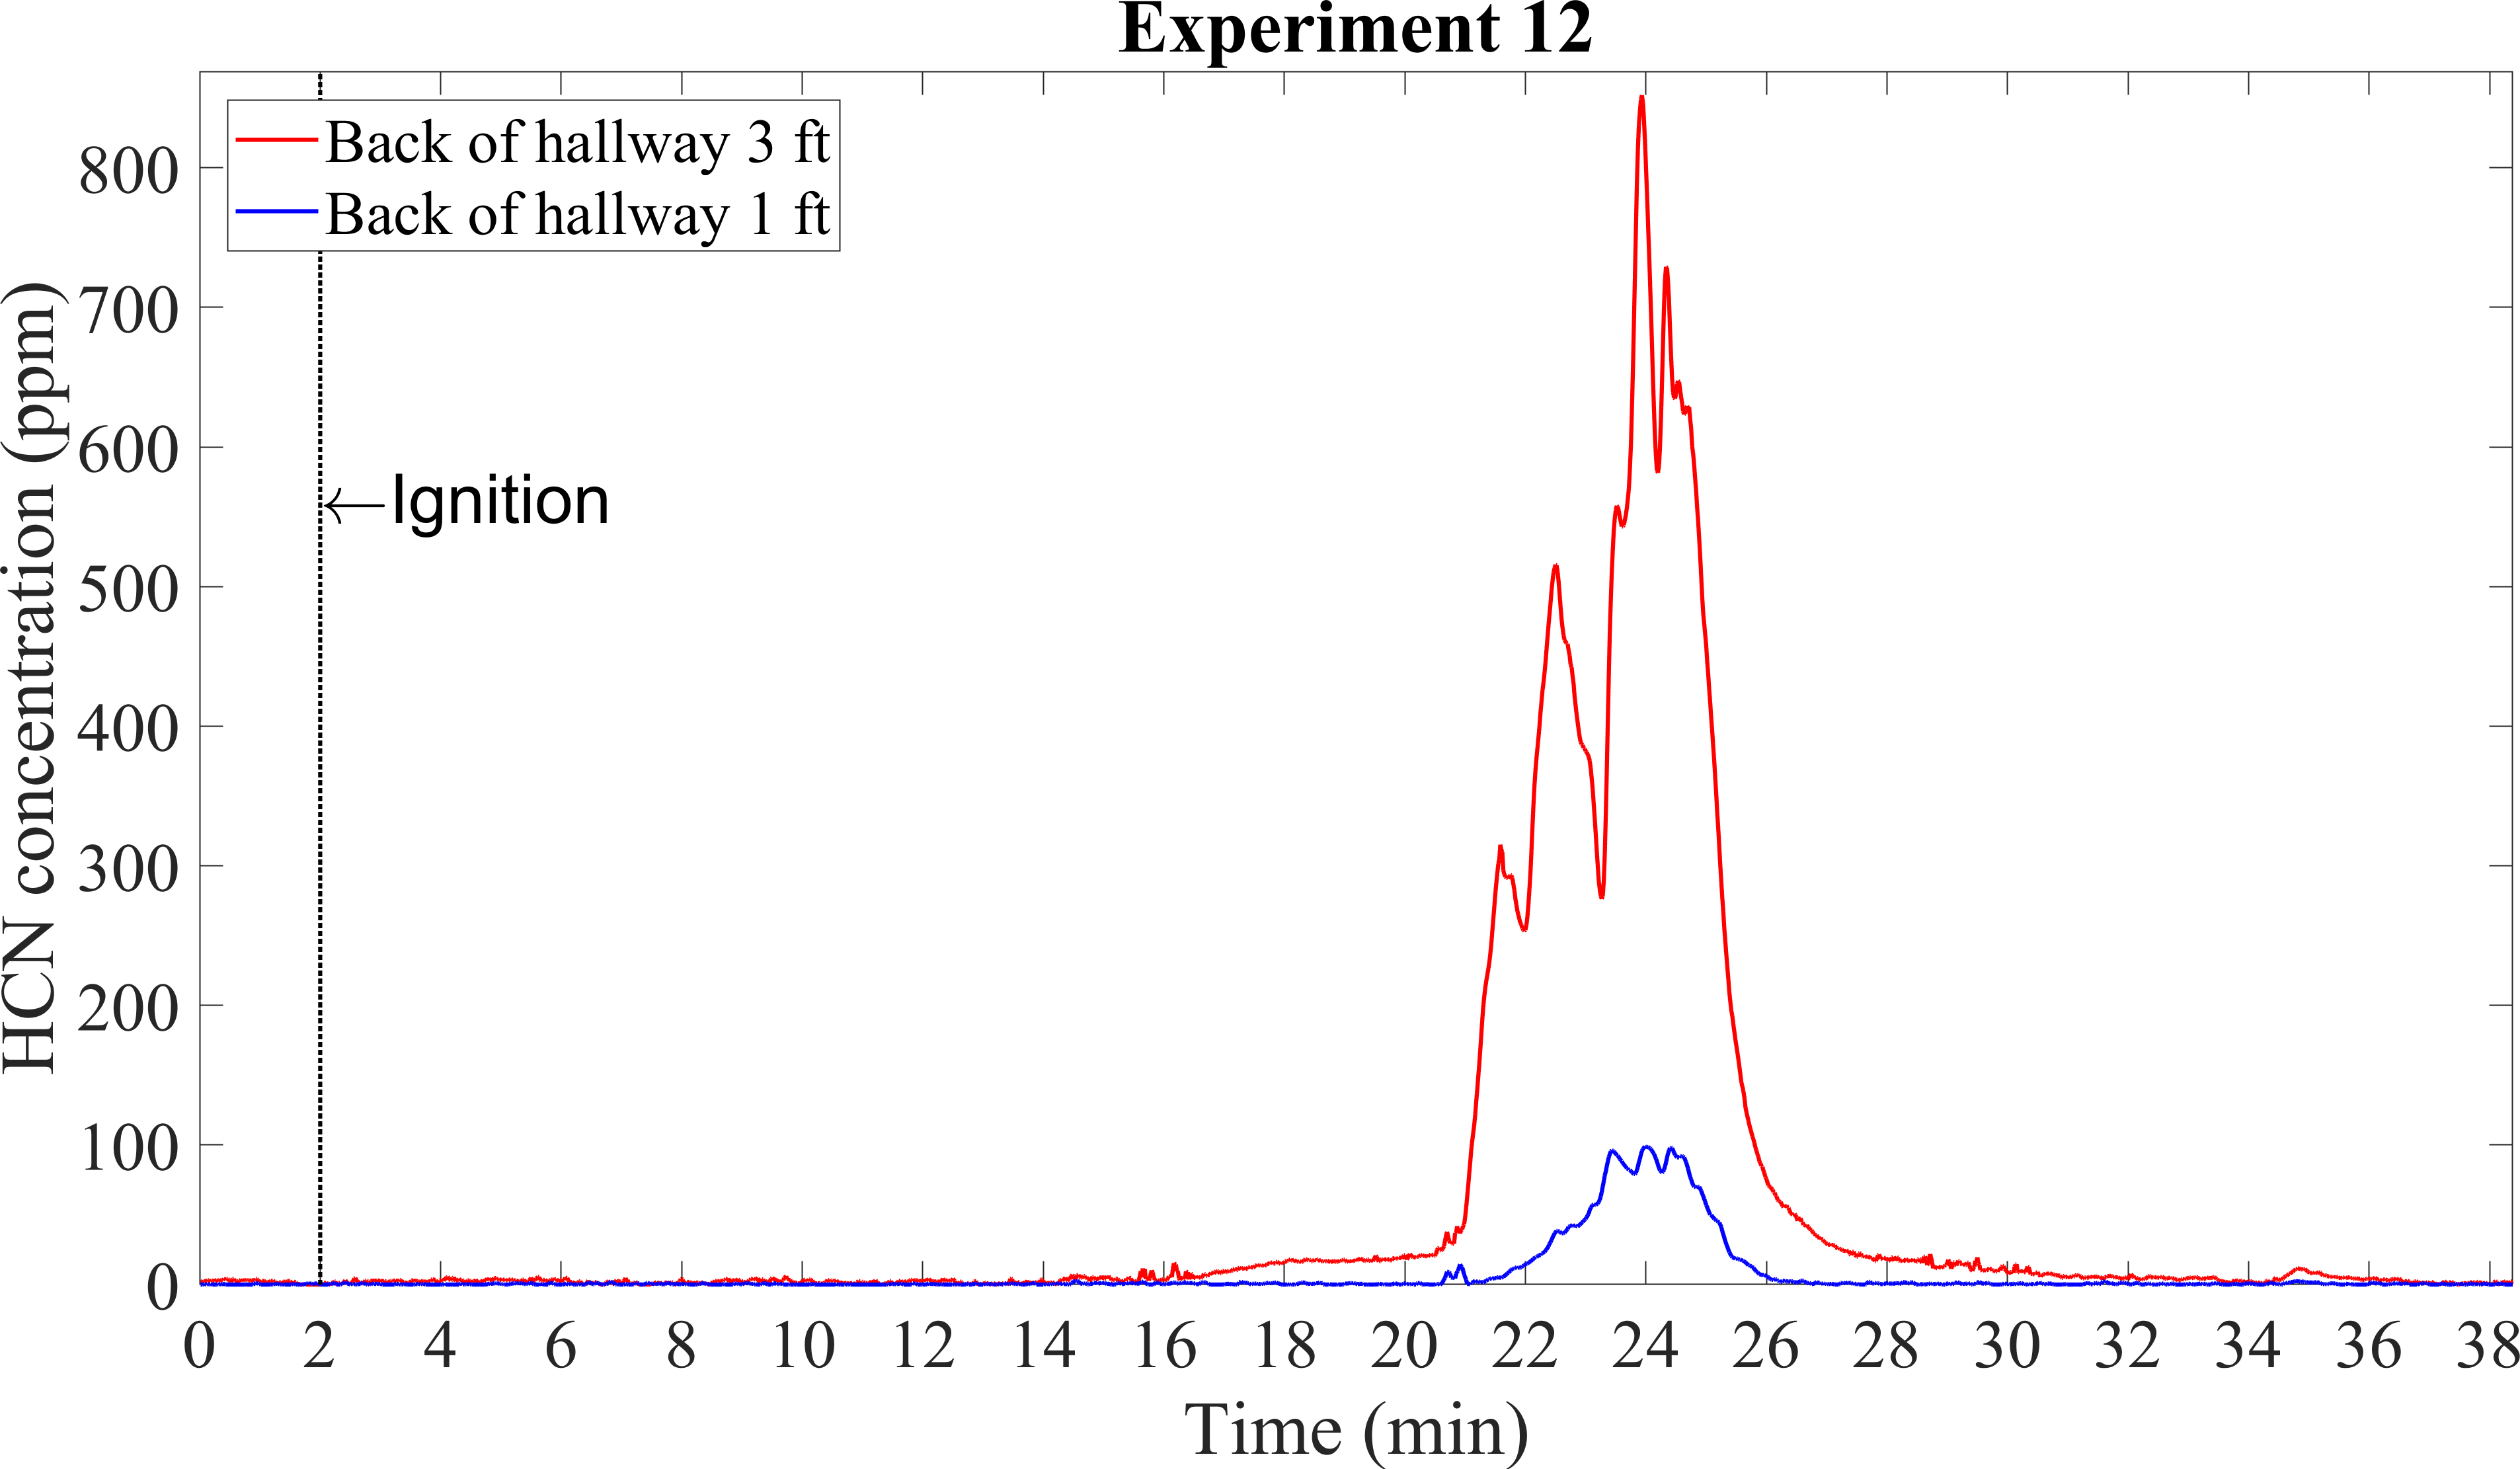 Experiment 12
Back of hallway 3 ft
Back of hallway 1 ft
←Ignition
HCN concentration (ppm)
800
700
600
500
400
300
200
100
0
0 2 4 6 8 10 12 14 16 18 20 22 24 26 28 30 32 34 36 38
Time (min)